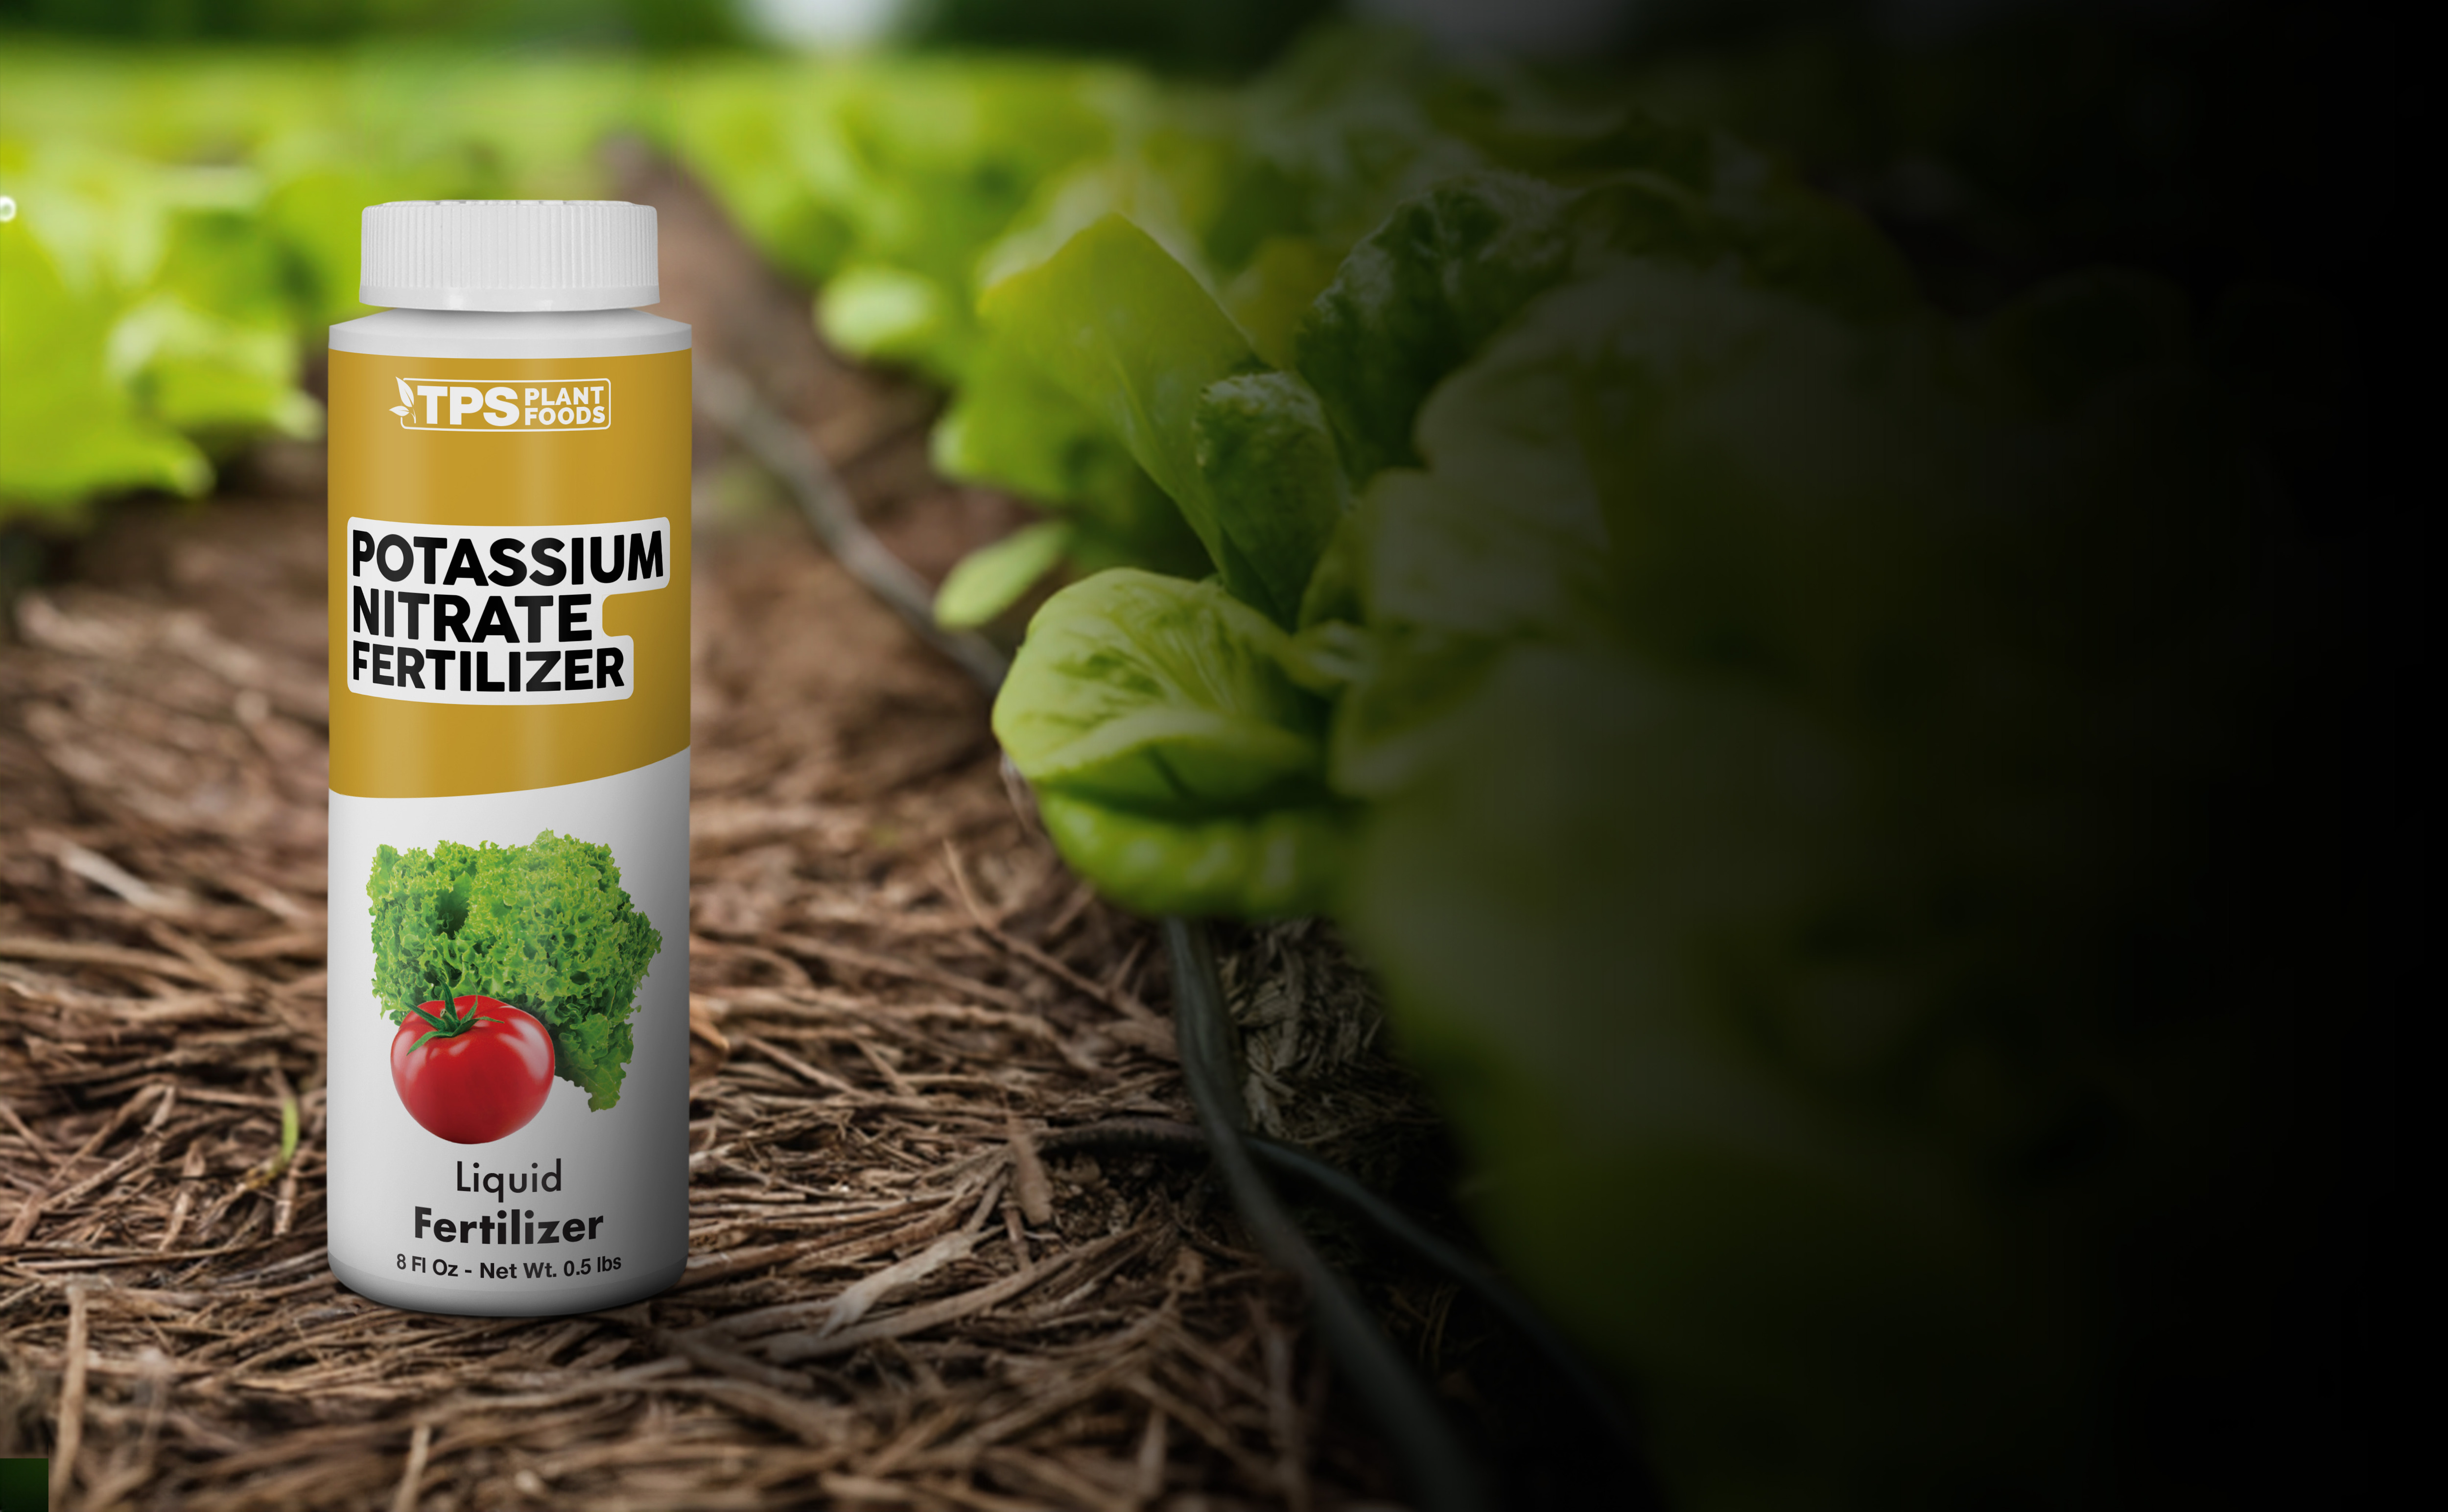 TPS PLANT FOODS
POTASSIUM
NITRATE
FERTILIZER
Liquid
Fertilizer
8 Fl Oz - Net Wt. 0.5 lbs